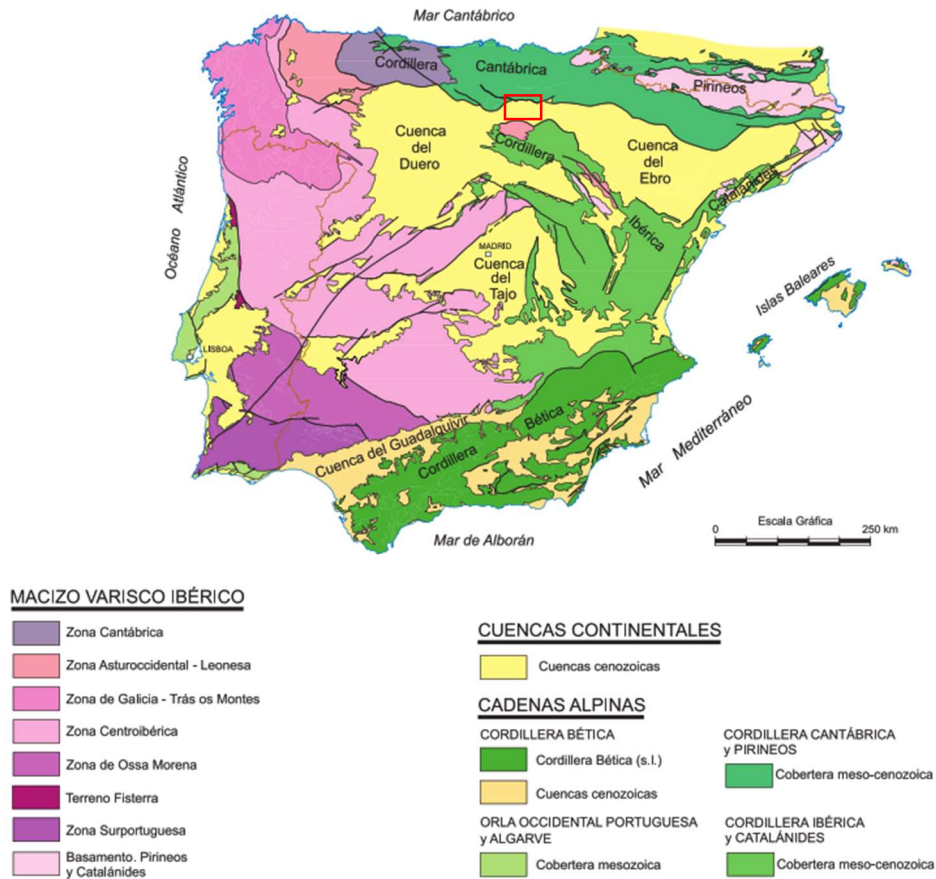 Mar Cantábrico
Cordillera
Cantábrica
Pirineos
Cuenca
del
Duero
Cordillera
Cuenca
del
Ebro
Catalánides
Océano Atlántico
Ibérica
MADRID
Cuenca
del
Tajo
Islas Baleares
LISBOA
Cuenca del Guadalquivir
Cordillera
Bética
Mar Mediterráneo
Mar de Alborán
Escala Gráfica
0
250 km
MACIZO VARISCO IBÉRICO
Zona Cantábrica
Zona Asturoccidental - Leonesa
Zona de Galicia - Trás os Montes
Zona Centroibérica
Zona de Ossa Morena
Terreno Fisterra
Zona Surportuguesa
Basamento. Pirineos
y Catalánides
CUENCAS CONTINENTALES
Cuencas cenozoicas
CADENAS ALPINAS
CORDILLERA BÉTICA
Cordillera Bética (s.l.)
Cuencas cenozoicas
ORLA OCCIDENTAL PORTUGUESA
y ALGARVE
Cobertera mesozoica
CORDILLERA CANTÁBRICA
y PIRINEOS
Cobertera meso-cenozoica
CORDILLERA IBÉRICA
y CATALÁNIDES
Cobertera meso-cenozoica